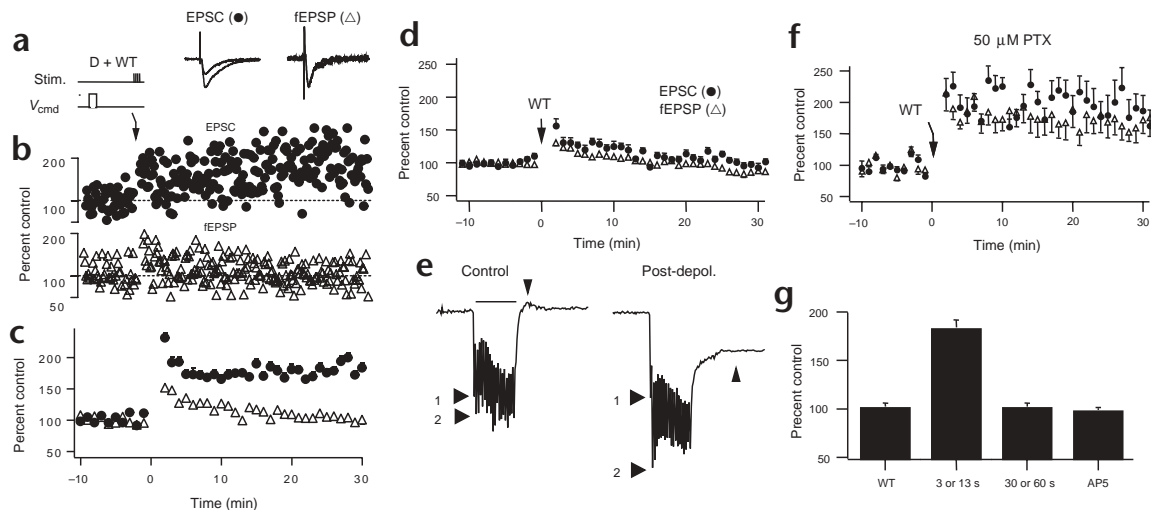 a
EPSC (●)
fEPSP (△)
D + WT
Stim.
Vcmd
b
EPSC
Percent control
200
100
fEPSP
200
100
50
c
Percent control
200
150
100
50
−10 0 10 20 30
Time (min)
d
Precent control
250
200
150
100
50
WT
EPSC (●)
fEPSP (△)
−10 0 10 20 30
Time (min)
e
Control
Post-depol.
1
2
1
2
f
50 μM PTX
Precent control
250
200
150
100
50
WT
−10 0 10 20 30
Time (min)
g
Precent control
200
150
100
50
WT
3 or 13 s
30 or 60 s
AP5